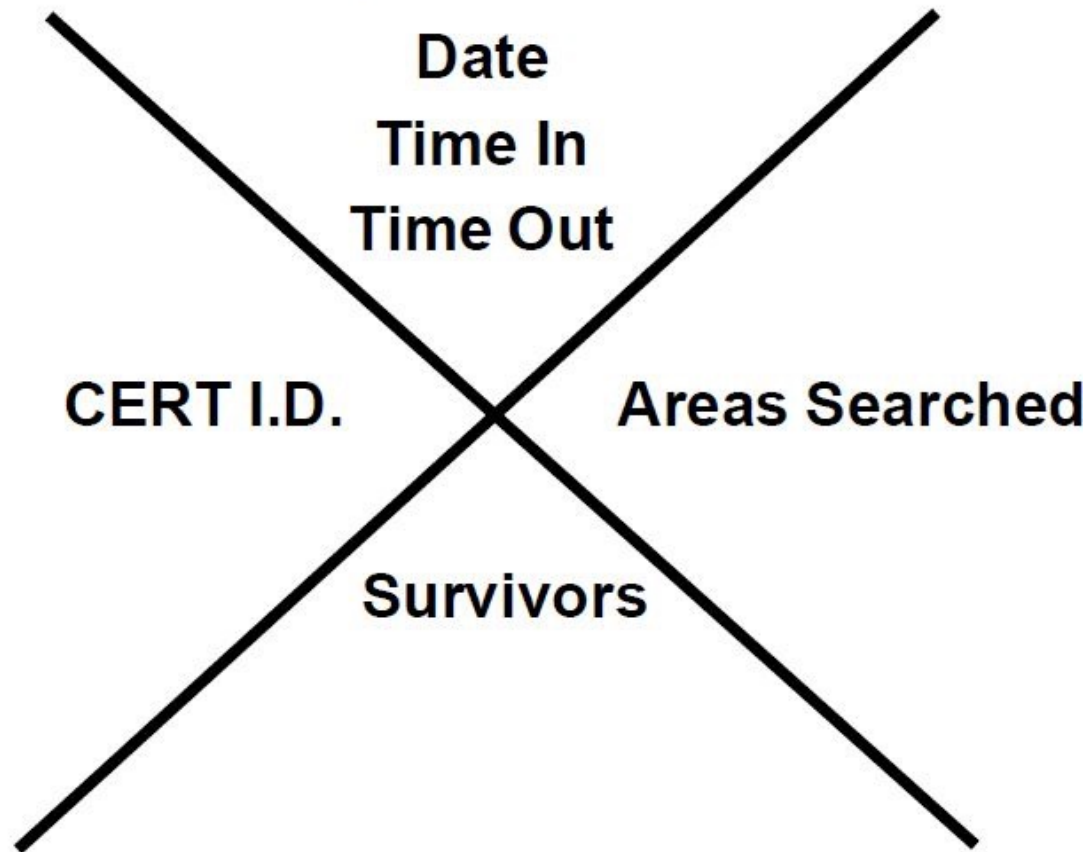 Date
Time In
Time Out
CERT I.D.
Areas Searched
Survivors